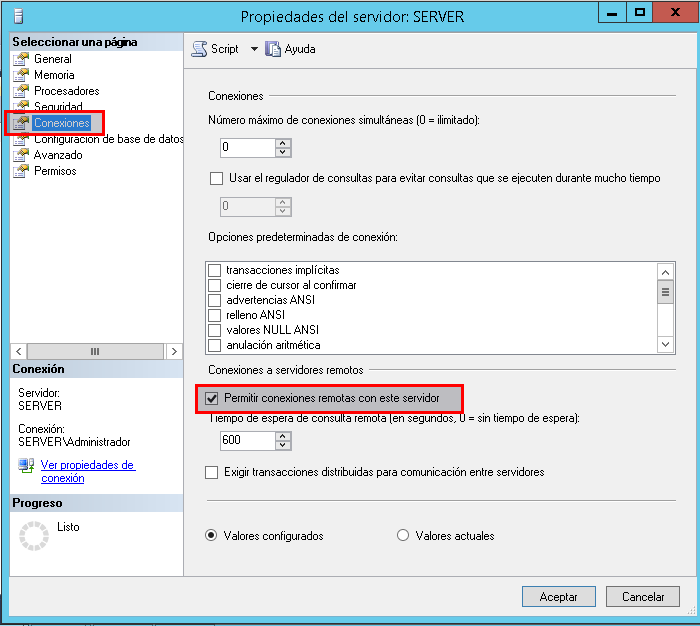 Propiedades del servidor: SERVER
Seleccionar una página
General
Memoria
Procesadores
Seguridad
Conexiones
Configuración de base de datos
Avanzado
Permisos
Conexión
Servidor:
SERVER
Conexión:
SERVER\Administrador
Ver propiedades de
conexión
Progreso
Listo
Script
Ayuda
Conexiones
Número máximo de conexiones simultáneas (0 = ilimitado):
0
Usar el regulador de consultas para evitar consultas que se ejecuten durante mucho tiempo
0
Opciones predeterminadas de conexión:
transacciones implícitas
cierre de cursor al confirmar
advertencias ANSI
relleno ANSI
valores NULL ANSI
anulación aritmética
Conexiones a servidores remotos
Permitir conexiones remotas con este servidor
Tiempo de espera de consulta remota (en segundos, 0 = sin tiempo de espera):
600
Exigir transacciones distribuidas para comunicación entre servidores
Valores configurados
Valores actuales
Aceptar
Cancelar